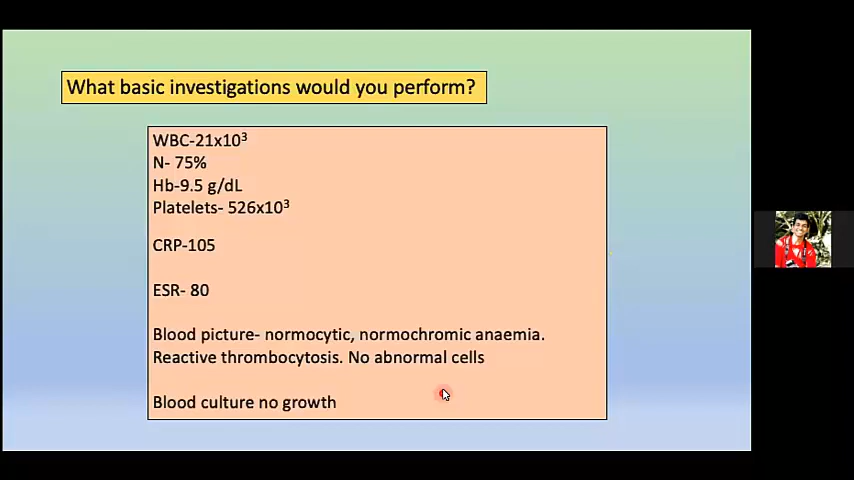 What basic investigations would you perform?
WBC-21x10³
N- 75%
Hb-9.5 g/dL
Platelets- 526x10³
CRP-105
ESR- 80
Blood picture- normocytic, normochromic anaemia.
Reactive thrombocytosis. No abnormal cells
Blood culture no growth